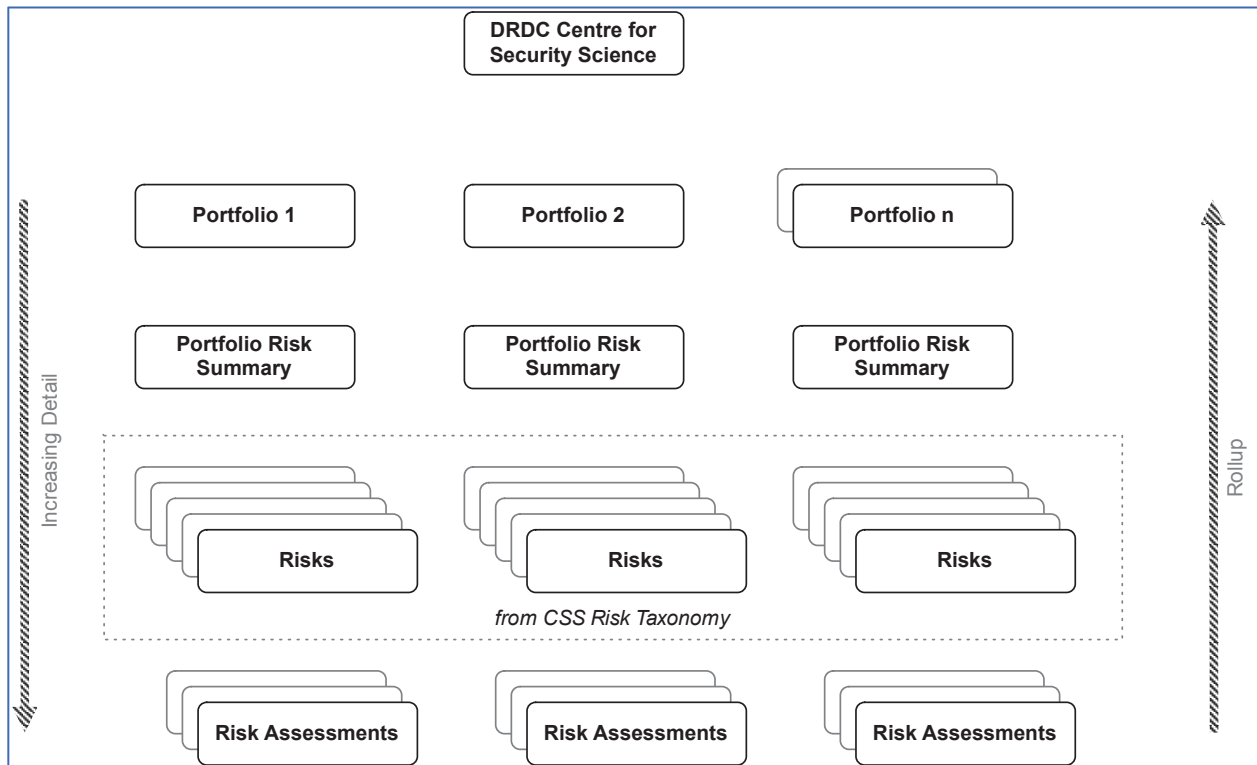 DRDC Centre for
Security Science
Portfolio 1
Portfolio 2
Portfolio n
Portfolio Risk
Summary
Portfolio Risk
Summary
Portfolio Risk
Summary
Increasing Detail
Rollup
Risks
Risks
Risks
from CSS Risk Taxonomy
Risk Assessments
Risk Assessments
Risk Assessments